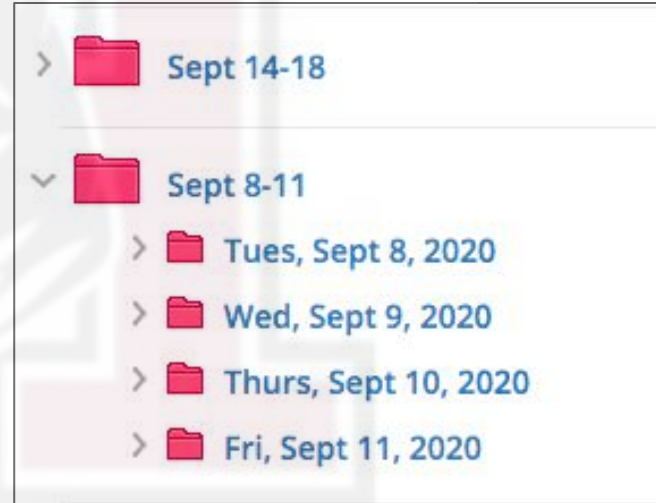 Sept 14-18
Sept 8-11
Tues, Sept 8, 2020
Wed, Sept 9, 2020
Thurs, Sept 10, 2020
Fri, Sept 11, 2020